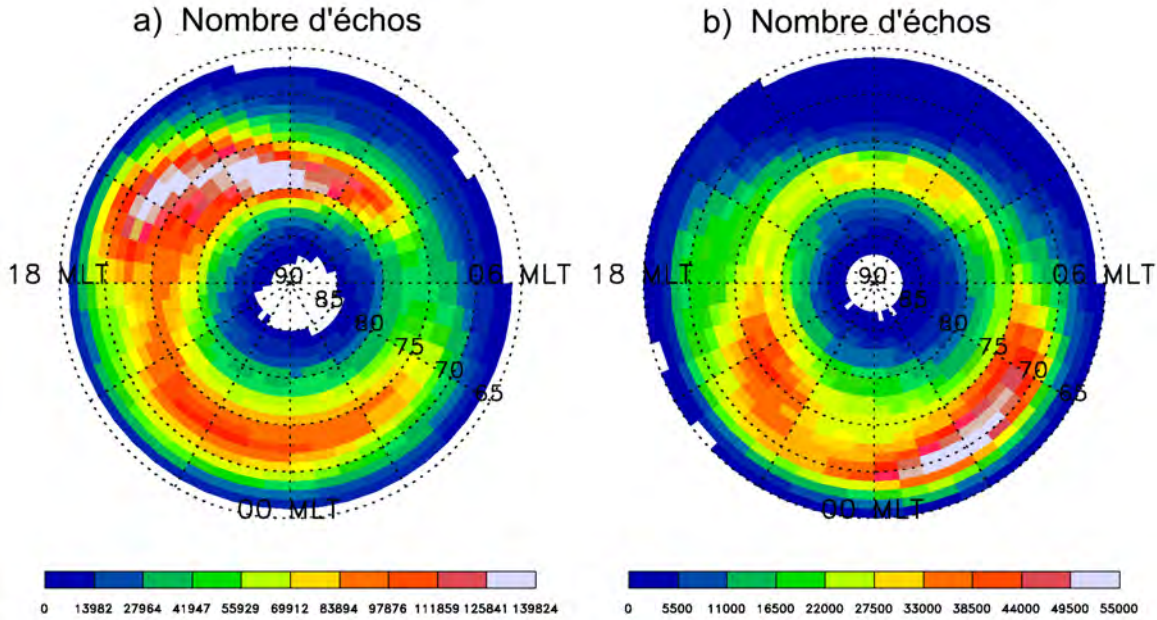 a) Nombre d'échos
b) Nombre d'échos
18 MLT
90
06 MLT
85
80
75
70
65
00 MLT
18 MLT
90
06 MLT
85
80
75
70
65
00 MLT
0 13982 27964 41947 55929 69912 83894 97876 111859 125841 139824
0 5500 11000 16500 22000 27500 33000 38500 44000 49500 55000